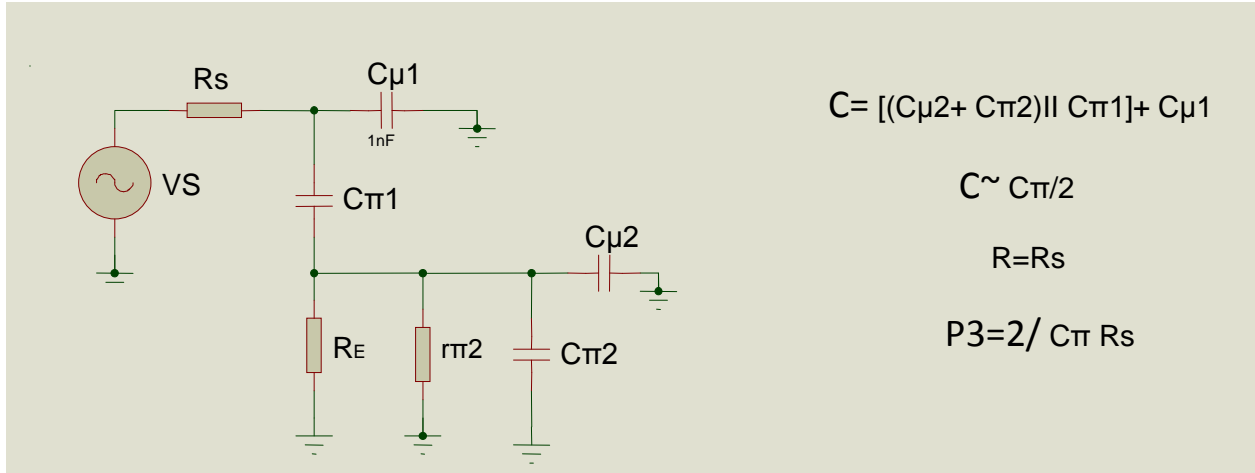 Rs
Cμ1
1nF
VS
Cπ1
Cμ2
RE
rπ2
Cπ2
C= [(Cμ2+ Cπ2)II Cπ1]+ Cμ1
C~ Cπ/2
R=Rs
P3=2/ Cπ Rs